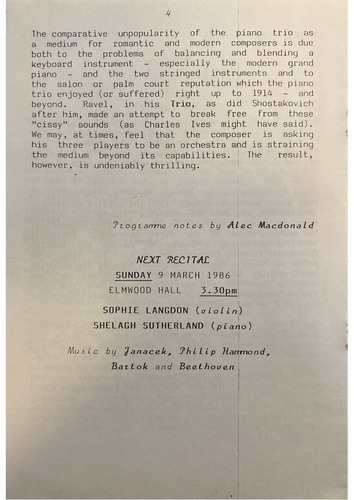 4
The comparative unpopularity of the piano trio as
a medium for romantic and modern composers is due
both to the problems of balancing and blending a
keyboard instrument - especially the modern grand
piano - and the two stringed instruments and to
the salon or palm court reputation which the piano
trio enjoyed (or suffered) right up to 1914 - and
beyond. Ravel, in his Trio, as did Shostakovich
after him, made an attempt to break free from these
"cissy" sounds (as Charles Ives might have said).
We may, at times, feel that the composer is asking
his three players to be an orchestra and is straining
the medium beyond its capabilities. The result,
however, is undeniably thrilling.
Programme notes by Alec Macdonald
NEXT RECITAL
SUNDAY 9 MARCH 1986
ELMWOOD HALL 3.30pm
SOPHIE LANGDON (violin)
SHELAGH SUTHERLAND (piano)
Music by Janacek, Philip Hammond,
Bartok and Beethoven